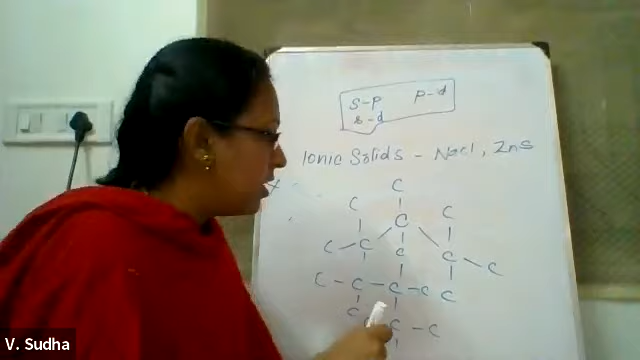 s-p p-d
s-d
Ionic Solids - NaCl, ZnS
C
C C
C
C - C C C - C
C - C - C - C C
C C - C
V. Sudha